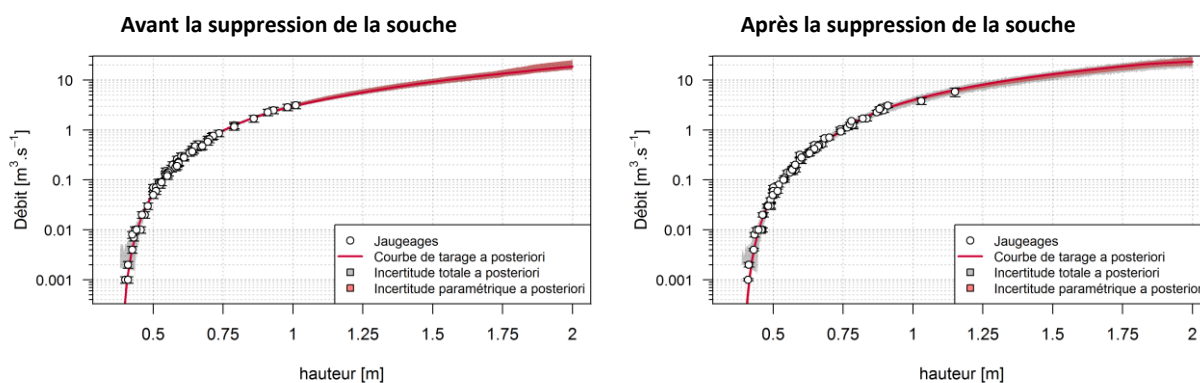 Avant la suppression de la souche
Débit [m³.s⁻¹]
10
1
0.1
0.01
0.001
Jaugeages
Courbe de tarage a posteriori
Incertitude totale a posteriori
Incertitude paramétrique a posteriori
0.5 0.75 1 1.25 1.5 1.75 2
hauteur [m]
Après la suppression de la souche
Débit [m³.s⁻¹]
10
1
0.1
0.01
0.001
Jaugeages
Courbe de tarage a posteriori
Incertitude totale a posteriori
Incertitude paramétrique a posteriori
0.5 0.75 1 1.25 1.5 1.75 2
hauteur [m]